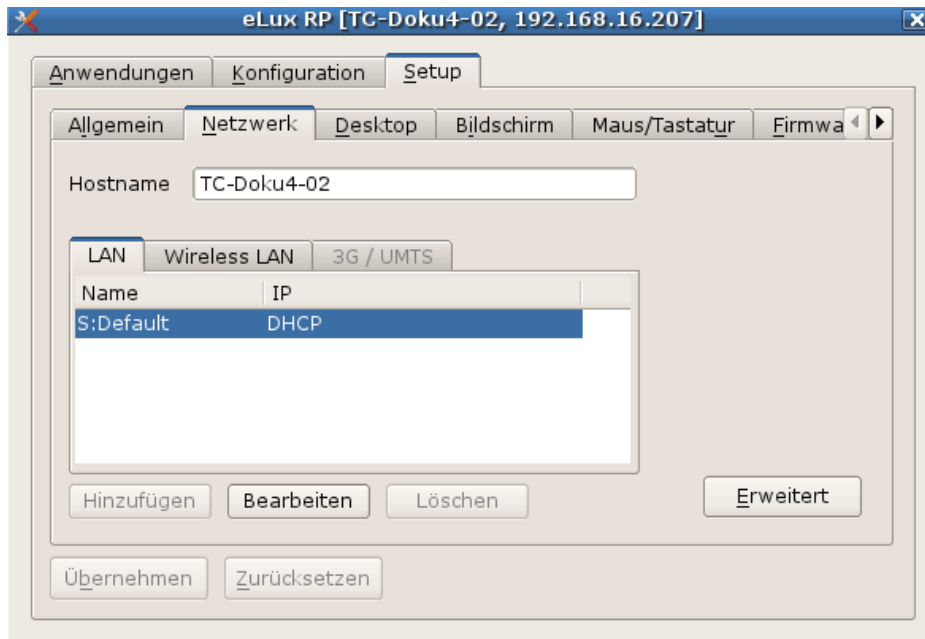 eLux RP [TC-Doku4-02, 192.168.16.207]
Anwendungen Konfiguration Setup
Allgemein Netzwerk Desktop Bildschirm Maus/Tastatur Firmwa
Hostname TC-Doku4-02
LAN Wireless LAN 3G / UMTS
Name IP
S:Default DHCP
Hinzufügen Bearbeiten Löschen Erweitert
Übernehmen Zurücksetzen